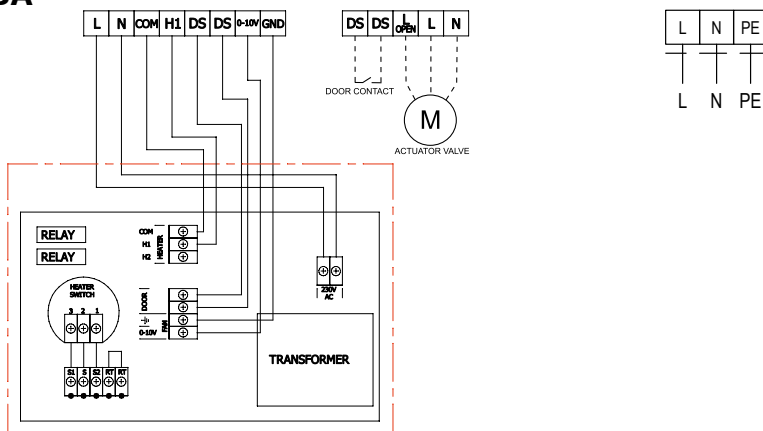 L N COM H1 DS DS 0-10V GND
DS DS L OPEN L N
L N PE
DOOR CONTACT
M
ACTUATOR VALVE
L N PE
RELAY
RELAY
COM
H1
H2
HEATER
HEATER
SWITCH
3 2 1
DOOR
FAN
0-10V
230V
AC
TRANSFORMER
S1 S S2 RT RT